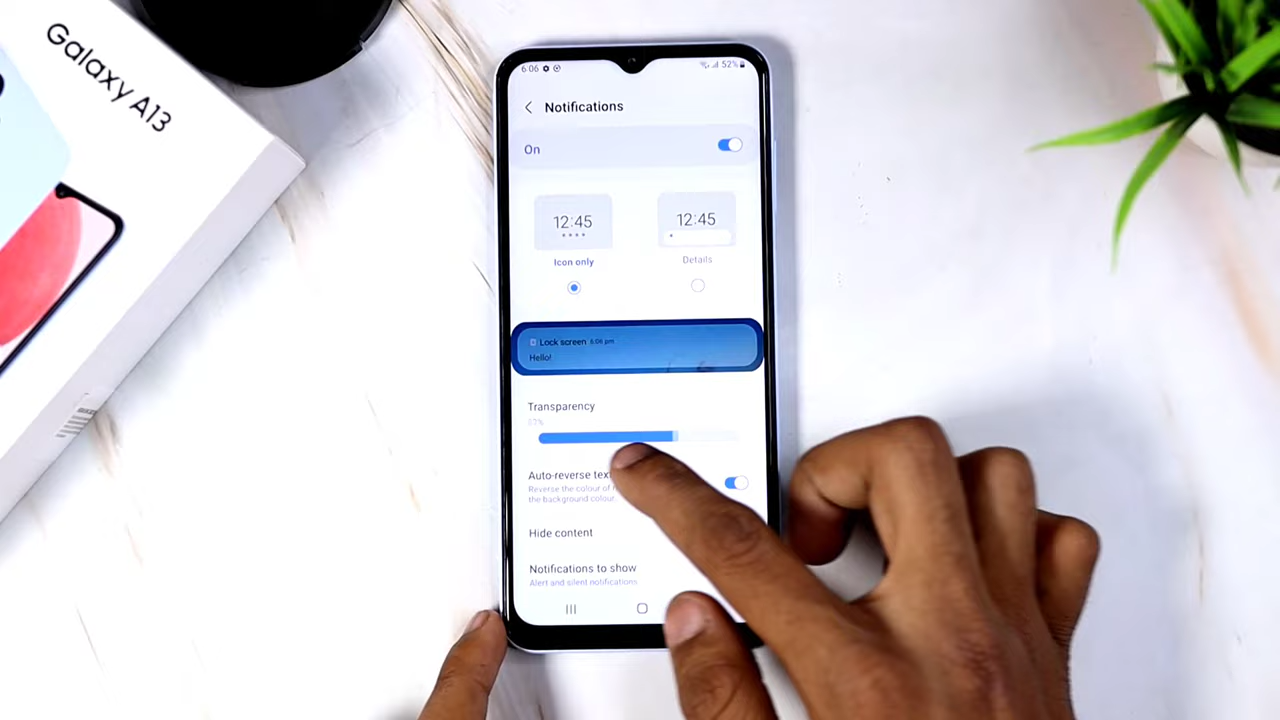 Galaxy A13
6:06
52%
Notifications
On
12:45
12:45
Icon only
Details
Lock screen 6:06 pm
Hello!
Transparency
Auto-reverse text
Reverse the colour of
the background colour.
Hide content
Notifications to show
Alert and silent notifications